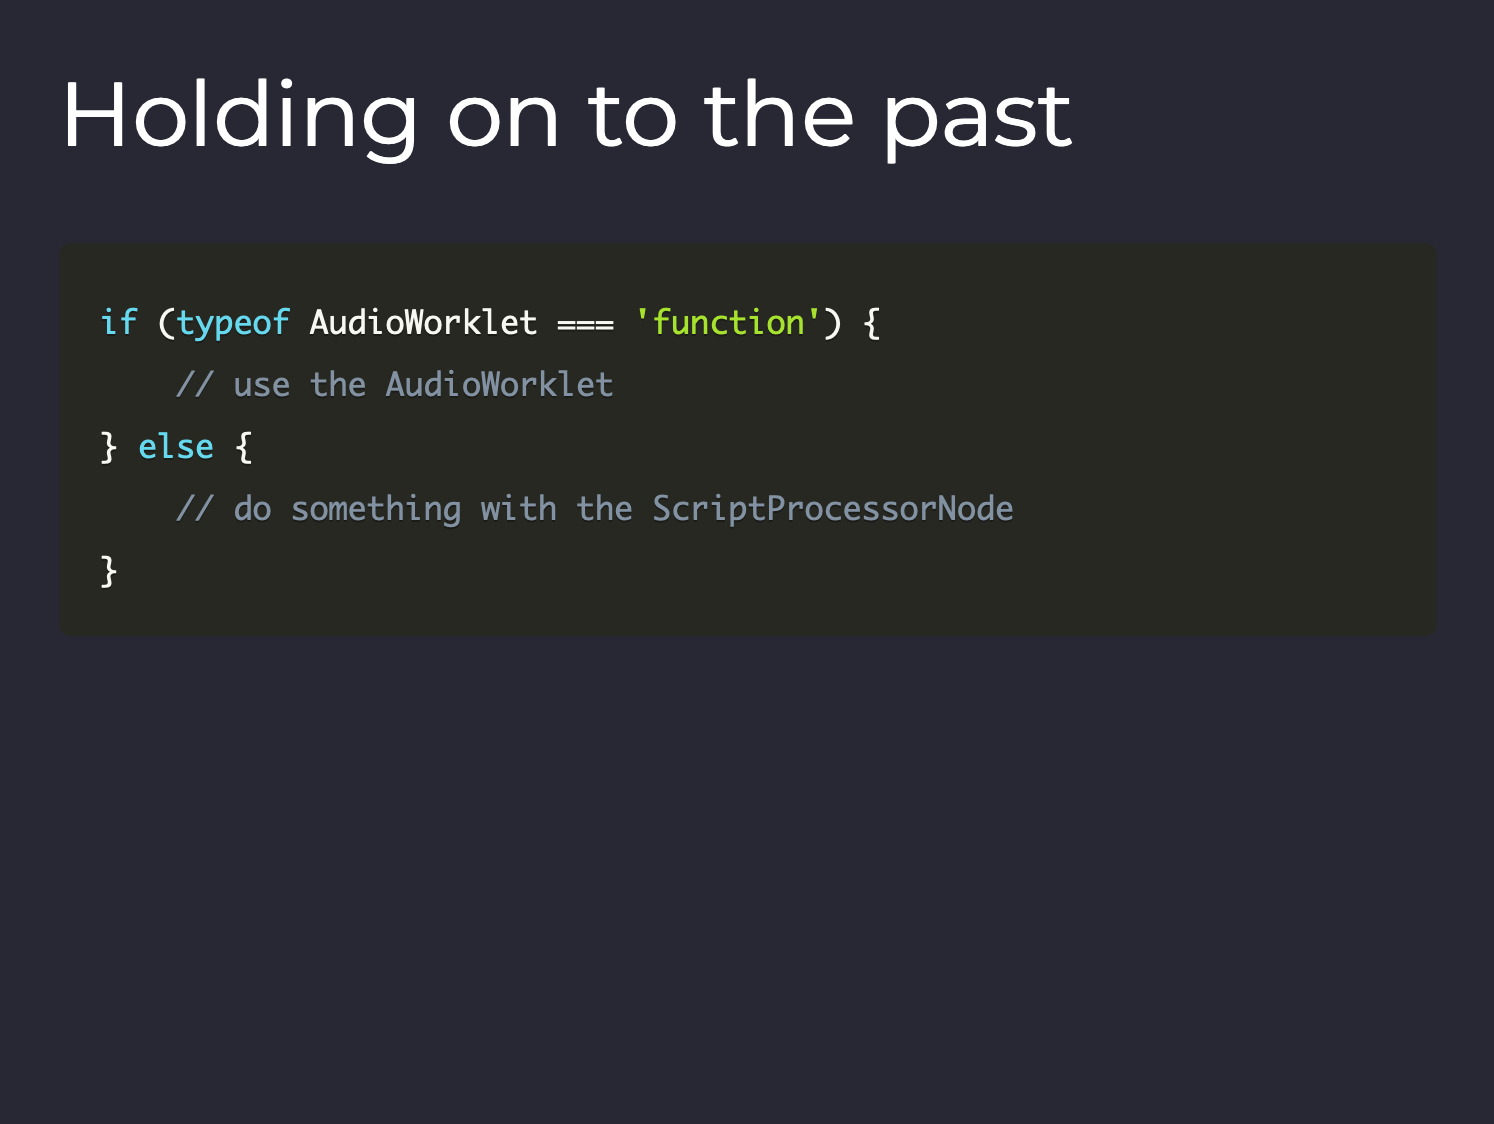 Holding on to the past
if (typeof AudioWorklet === 'function') {
    // use the AudioWorklet
} else {
    // do something with the ScriptProcessorNode
}